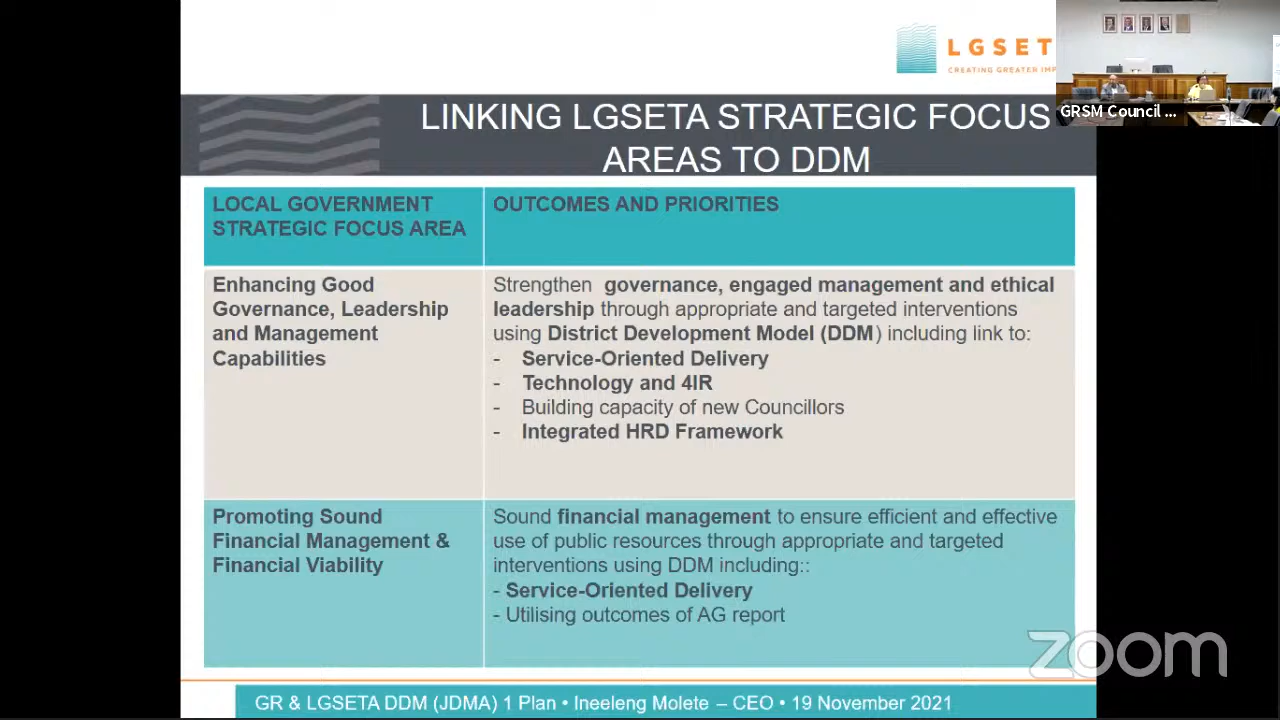 LGSET
CREATING GREATER IMP
GRSM Council ...
LINKING LGSETA STRATEGIC FOCUS
AREAS TO DDM
LOCAL GOVERNMENT
STRATEGIC FOCUS AREA
OUTCOMES AND PRIORITIES
Enhancing Good
Governance, Leadership
and Management
Capabilities
Strengthen governance, engaged management and ethical
leadership through appropriate and targeted interventions
using District Development Model (DDM) including link to:
- Service-Oriented Delivery
- Technology and 4IR
- Building capacity of new Councillors
- Integrated HRD Framework
Promoting Sound
Financial Management &
Financial Viability
Sound financial management to ensure efficient and effective
use of public resources through appropriate and targeted
interventions using DDM including::
- Service-Oriented Delivery
- Utilising outcomes of AG report
zoom
GR & LGSETA DDM (JDMA) 1 Plan • Ineeleng Molete – CEO • 19 November 2021